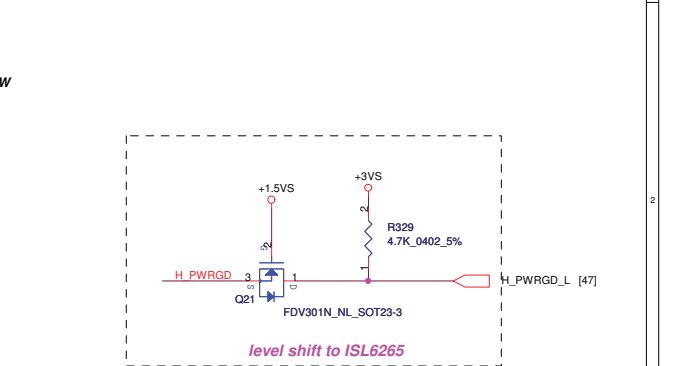 W
+1.5VS
+3VS
2
G
2
R329
4.7K_0402_5%
2
H_PWRGD
3
S
1
D
1
H_PWRGD_L [47]
Q21
FDV301N_NL_SOT23-3
level shift to ISL6265